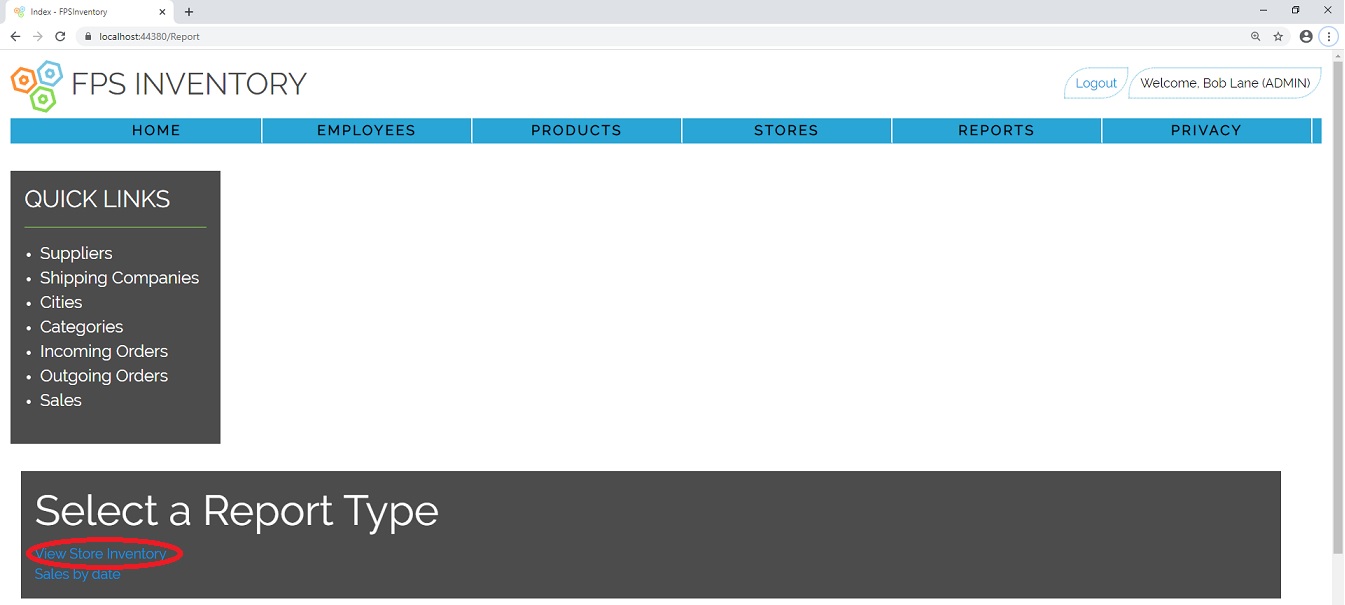 Index - FPSInventory
localhost:44380/Report
FPS INVENTORY
Logout
Welcome, Bob Lane (ADMIN)
HOME EMPLOYEES PRODUCTS STORES REPORTS PRIVACY
QUICK LINKS
• Suppliers
• Shipping Companies
• Cities
• Categories
• Incoming Orders
• Outgoing Orders
• Sales
Select a Report Type
View Store Inventory
Sales by date